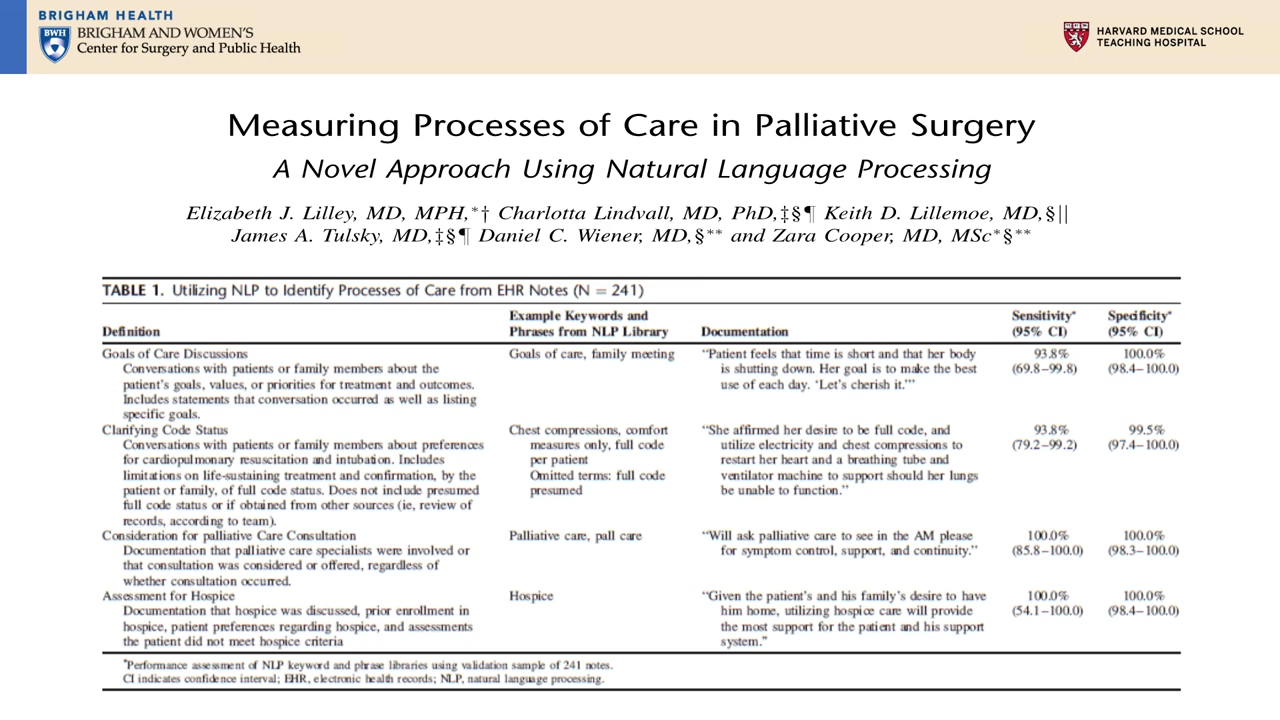 BRIGHAM HEALTH
BWH
BRIGHAM AND WOMEN'S
Center for Surgery and Public Health
HARVARD MEDICAL SCHOOL
TEACHING HOSPITAL
Measuring Processes of Care in Palliative Surgery
A Novel Approach Using Natural Language Processing
Elizabeth J. Lilley, MD, MPH,*† Charlotta Lindvall, MD, PhD,‡§¶ Keith D. Lillemoe, MD,§||
James A. Tulsky, MD,‡§¶ Daniel C. Wiener, MD,§** and Zara Cooper, MD, MSc*§**
TABLE 1. Utilizing NLP to Identify Processes of Care from EHR Notes (N = 241)
Definition
Example Keywords and
Phrases from NLP Library
Documentation
Sensitivity*
(95% CI)
Specificity*
(95% CI)
Goals of Care Discussions
Conversations with patients or family members about the
patient's goals, values, or priorities for treatment and outcomes.
Includes statements that conversation occurred as well as listing
specific goals.
Goals of care, family meeting
"Patient feels that time is short and that her body
is shutting down. Her goal is to make the best
use of each day. 'Let's cherish it.'"
93.8%
(69.8–99.8)
100.0%
(98.4–100.0)
Clarifying Code Status
Conversations with patients or family members about preferences
for cardiopulmonary resuscitation and intubation. Includes
limitations on life-sustaining treatment and confirmation, by the
patient or family, of full code status. Does not include presumed
full code status or if obtained from other sources (ie, review of
records, according to team).
Chest compressions, comfort
measures only, full code
per patient
Omitted terms: full code
presumed
"She affirmed her desire to be full code, and
utilize electricity and chest compressions to
restart her heart and a breathing tube and
ventilator machine to support should her lungs
be unable to function."
93.8%
(79.2–99.2)
99.5%
(97.4–100.0)
Consideration for palliative Care Consultation
Documentation that palliative care specialists were involved or
that consultation was considered or offered, regardless of
whether consultation occurred.
Palliative care, pall care
"Will ask palliative care to see in the AM please
for symptom control, support, and continuity."
100.0%
(85.8–100.0)
100.0%
(98.3–100.0)
Assessment for Hospice
Documentation that hospice was discussed, prior enrollment in
hospice, patient preferences regarding hospice, and assessments
the patient did not meet hospice criteria
Hospice
"Given the patient's and his family's desire to have
him home, utilizing hospice care will provide
the most support for the patient and his support
system."
100.0%
(54.1–100.0)
100.0%
(98.4–100.0)
*Performance assessment of NLP keyword and phrase libraries using validation sample of 241 notes.
CI indicates confidence interval; EHR, electronic health records; NLP, natural language processing.